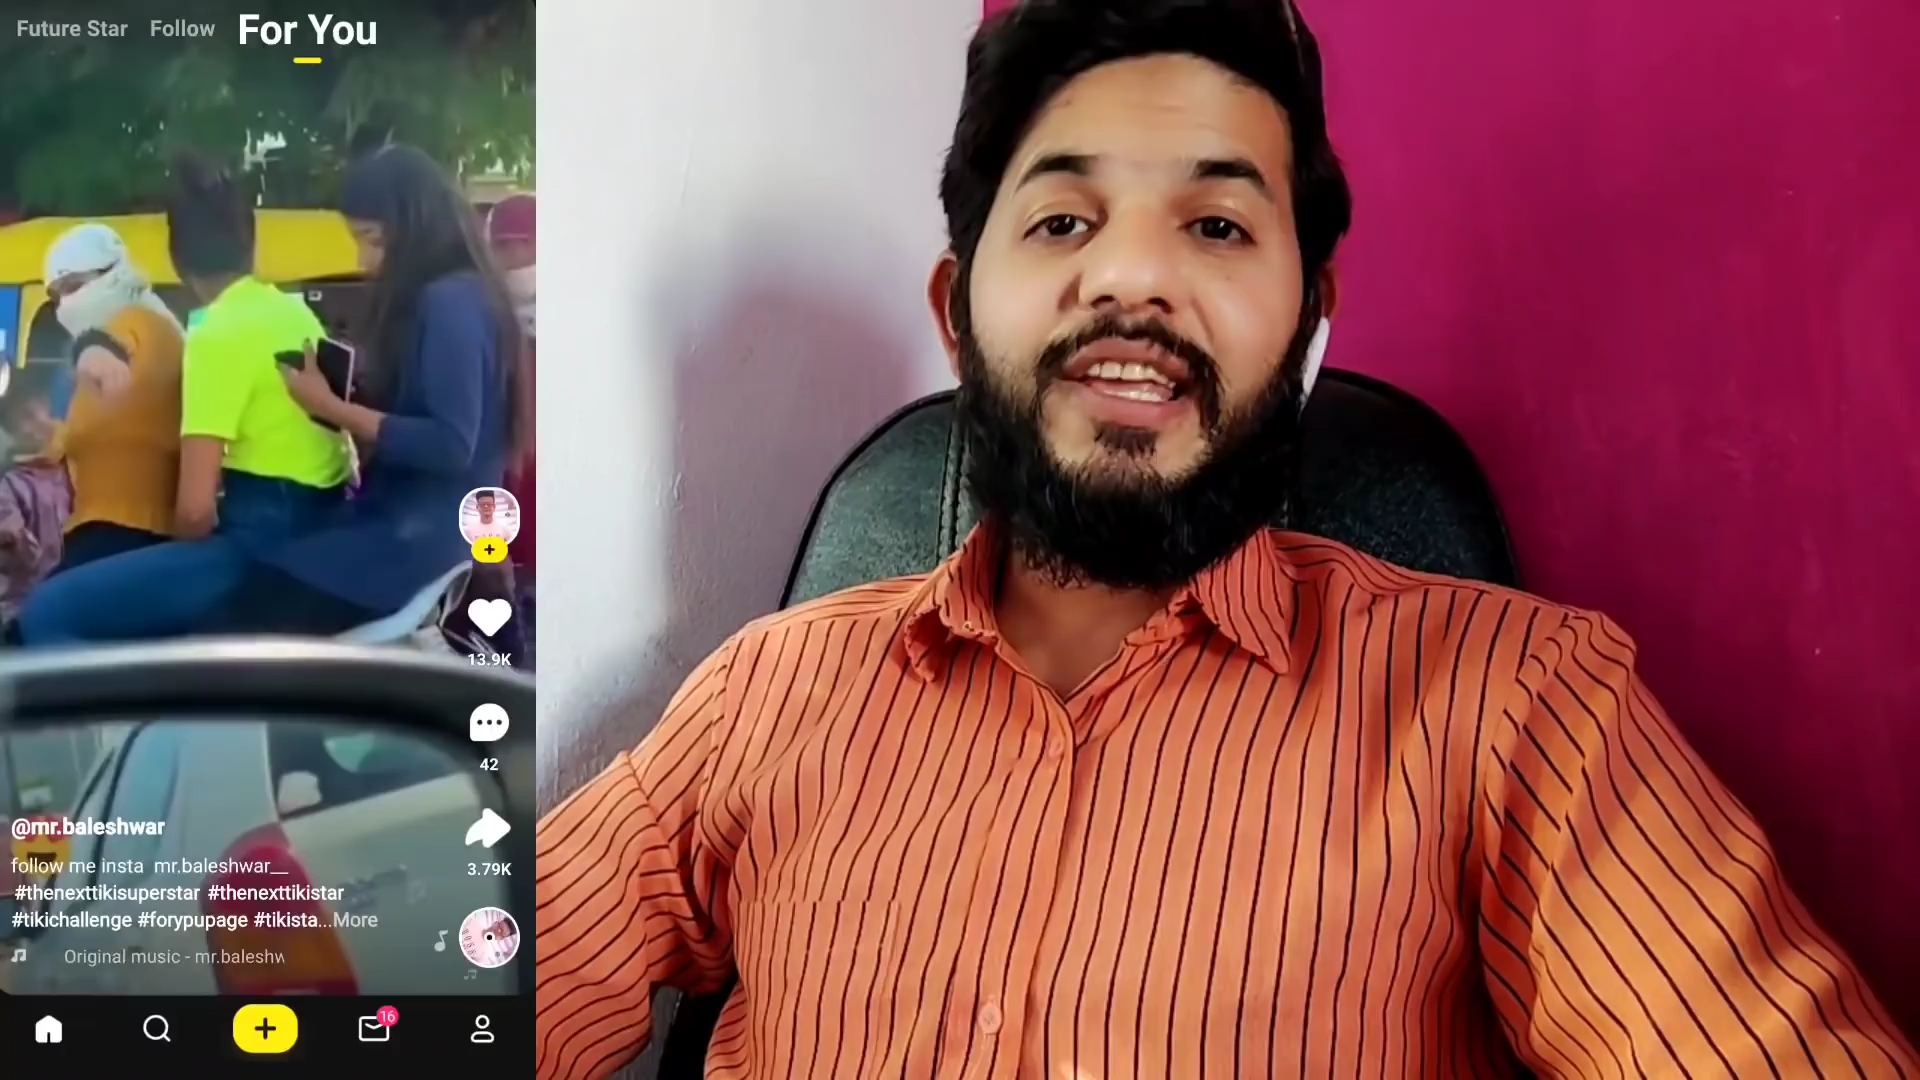 Future Star Follow For You
13.9K
42
3.79K
@mr.baleshwar
follow me insta mr.baleshwar__
#thenexttikisuperstar #thenexttikistar
#tikichallenge #forypupage #tikista...More
Original music - mr.baleshw
16